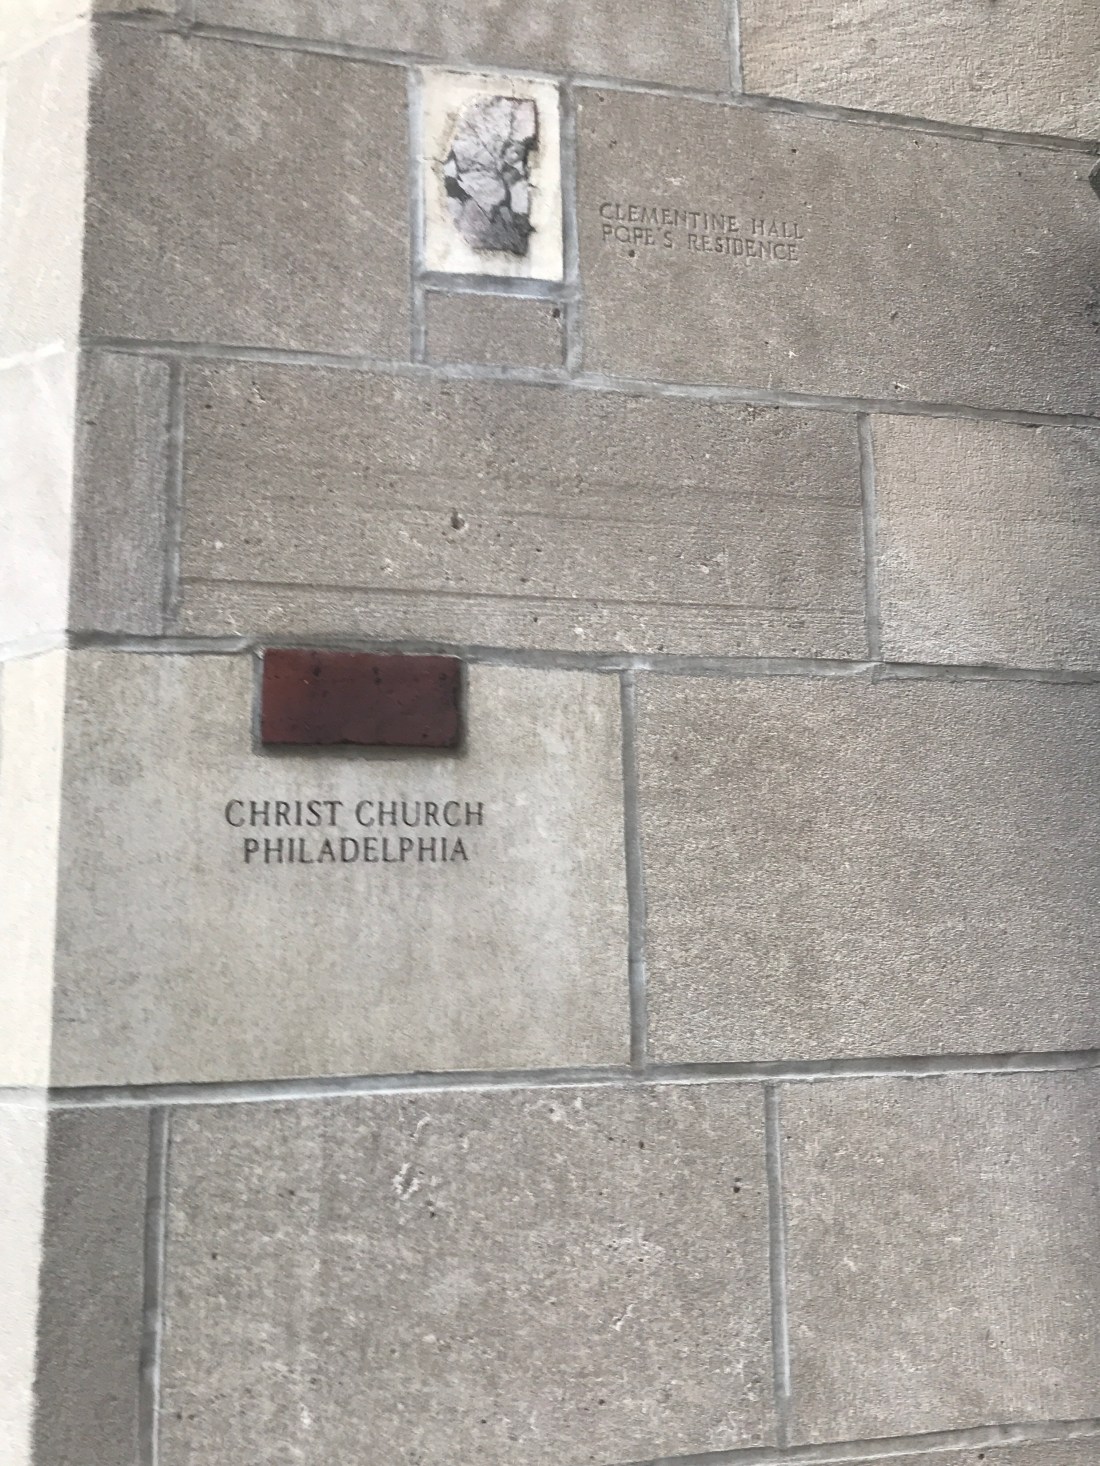 CLEMENTINE HALL
POPE'S RESIDENCE
CHRIST CHURCH
PHILADELPHIA